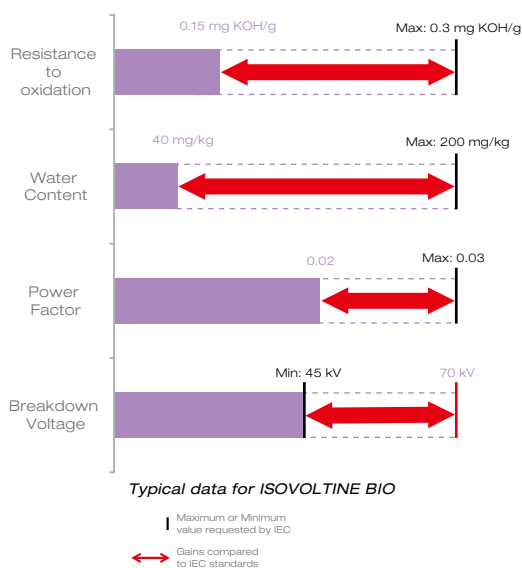 0.15 mg KOH/g
Max: 0.3 mg KOH/g
Resistance
to
oxidation
40 mg/kg
Max: 200 mg/kg
Water
Content
0.02
Max: 0.03
Power
Factor
Min: 45 kV
70 kV
Breakdown
Voltage
Typical data for ISOVOLTINE BIO
Maximum or Minimum
value requested by IEC
Gains compared
to IEC standards